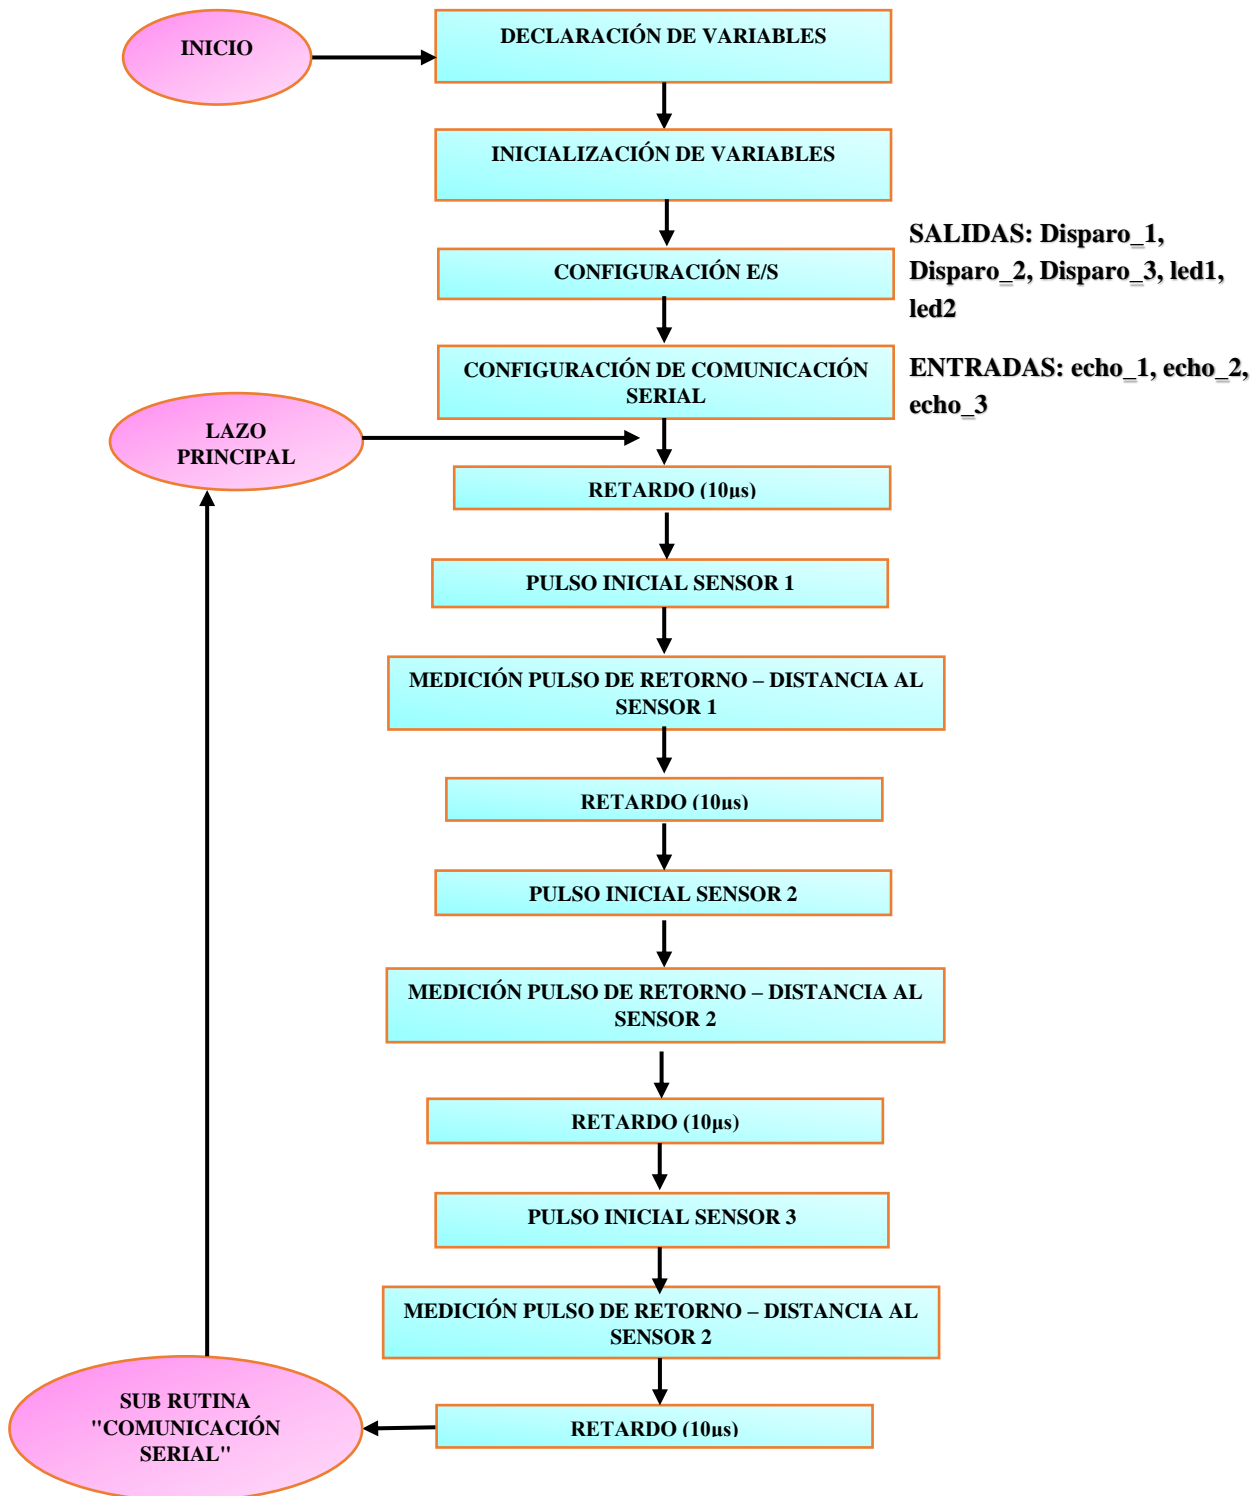 INICIO
DECLARACIÓN DE VARIABLES
INICIALIZACIÓN DE VARIABLES
SALIDAS: Disparo_1,
Disparo_2, Disparo_3, led1,
led2
CONFIGURACIÓN E/S
CONFIGURACIÓN DE COMUNICACIÓN
SERIAL
ENTRADAS: echo_1, echo_2,
echo_3
LAZO
PRINCIPAL
RETARDO (10µs)
PULSO INICIAL SENSOR 1
MEDICIÓN PULSO DE RETORNO – DISTANCIA AL
SENSOR 1
RETARDO (10µs)
PULSO INICIAL SENSOR 2
MEDICIÓN PULSO DE RETORNO – DISTANCIA AL
SENSOR 2
RETARDO (10µs)
PULSO INICIAL SENSOR 3
MEDICIÓN PULSO DE RETORNO – DISTANCIA AL
SENSOR 2
RETARDO (10µs)
SUB RUTINA
"COMUNICACIÓN
SERIAL"